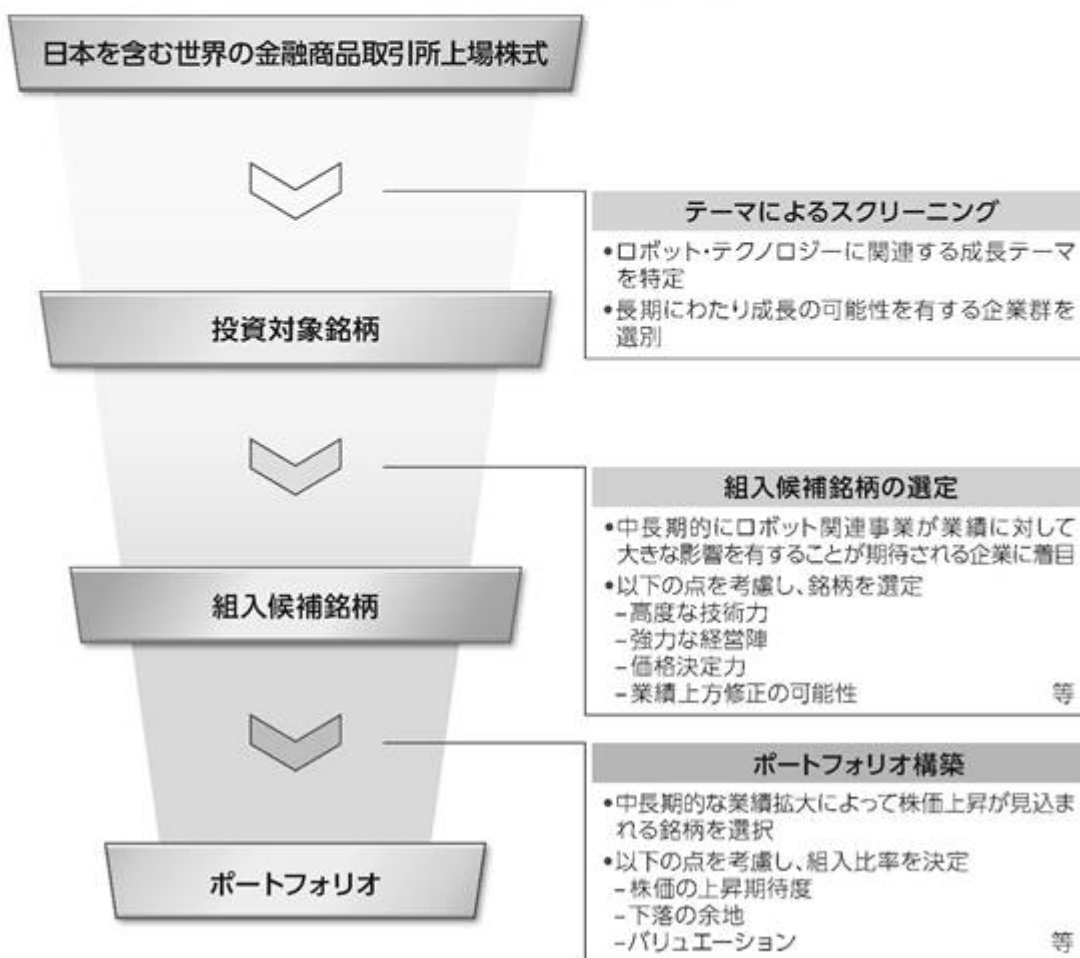 日本を含む世界の金融商品取引所上場株式
テーマによるスクリーニング
•ロボット・テクノロジーに関連する成長テーマ
を特定
•長期にわたり成長の可能性を有する企業群を
選別
投資対象銘柄
組入候補銘柄の選定
•中長期的にロボット関連事業が業績に対して
大きな影響を有することが期待される企業に着目
•以下の点を考慮し、銘柄を選定
–高度な技術力
–強力な経営陣
–価格決定力
–業績上方修正の可能性 等
組入候補銘柄
ポートフォリオ構築
•中長期的な業績拡大によって株価上昇が見込ま
れる銘柄を選択
•以下の点を考慮し、組入比率を決定
–株価の上昇期待度
–下落の余地
–バリュエーション 等
ポートフォリオ